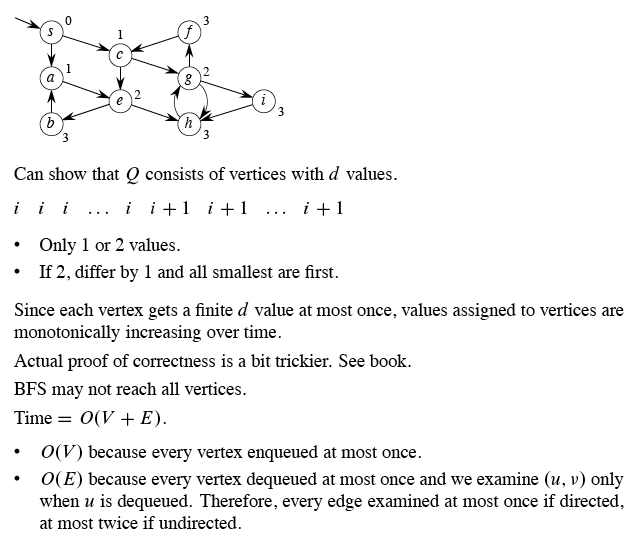 0 3
s 1 f
c
a 1 g 2
e 2 i
b h 3
3 3
Can show that Q consists of vertices with d values.
i i i … i i + 1 i + 1 … i + 1
• Only 1 or 2 values.
• If 2, differ by 1 and all smallest are first.
Since each vertex gets a finite d value at most once, values assigned to vertices are
monotonically increasing over time.
Actual proof of correctness is a bit trickier. See book.
BFS may not reach all vertices.
Time = O(V + E).
• O(V) because every vertex enqueued at most once.
• O(E) because every vertex dequeued at most once and we examine (u, v) only
when u is dequeued. Therefore, every edge examined at most once if directed,
at most twice if undirected.